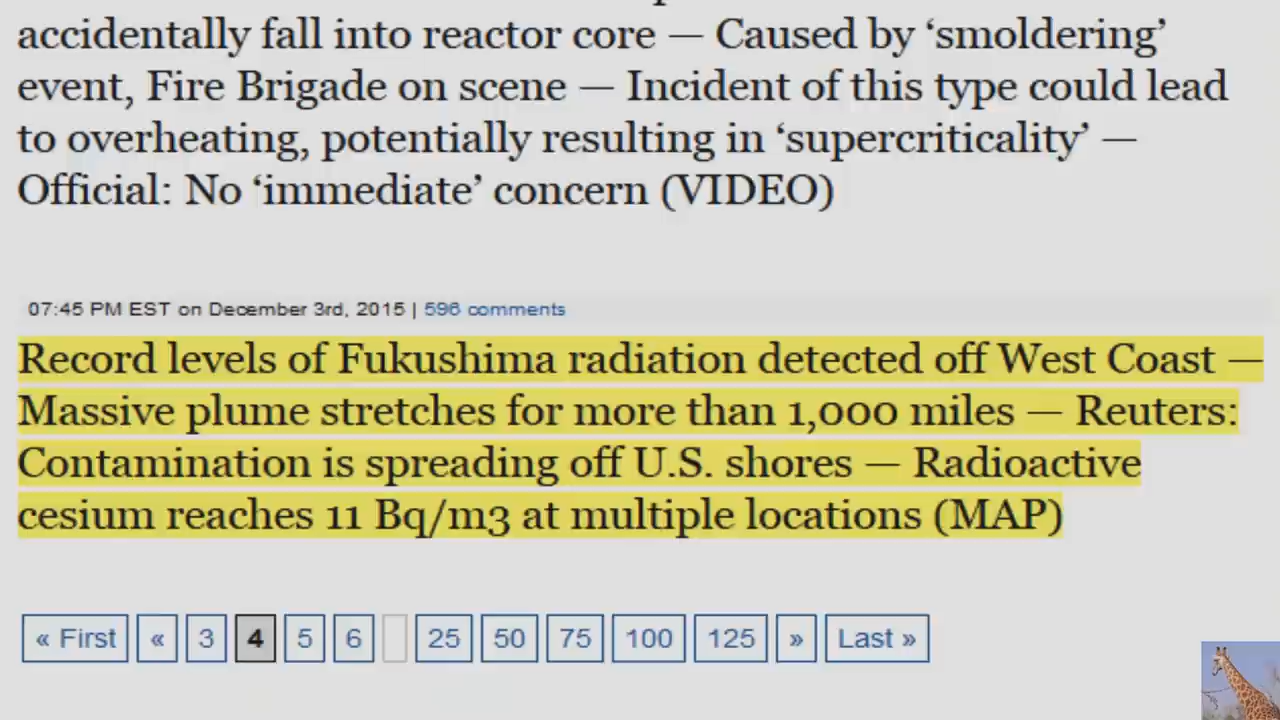 accidentally fall into reactor core — Caused by ‘smoldering’
event, Fire Brigade on scene — Incident of this type could lead
to overheating, potentially resulting in ‘supercriticality’ —
Official: No ‘immediate’ concern (VIDEO)
07:45 PM EST on December 3rd, 2015 | 596 comments
Record levels of Fukushima radiation detected off West Coast —
Massive plume stretches for more than 1,000 miles — Reuters:
Contamination is spreading off U.S. shores — Radioactive
cesium reaches 11 Bq/m3 at multiple locations (MAP)
« First « 3 4 5 6 25 50 75 100 125 » Last »